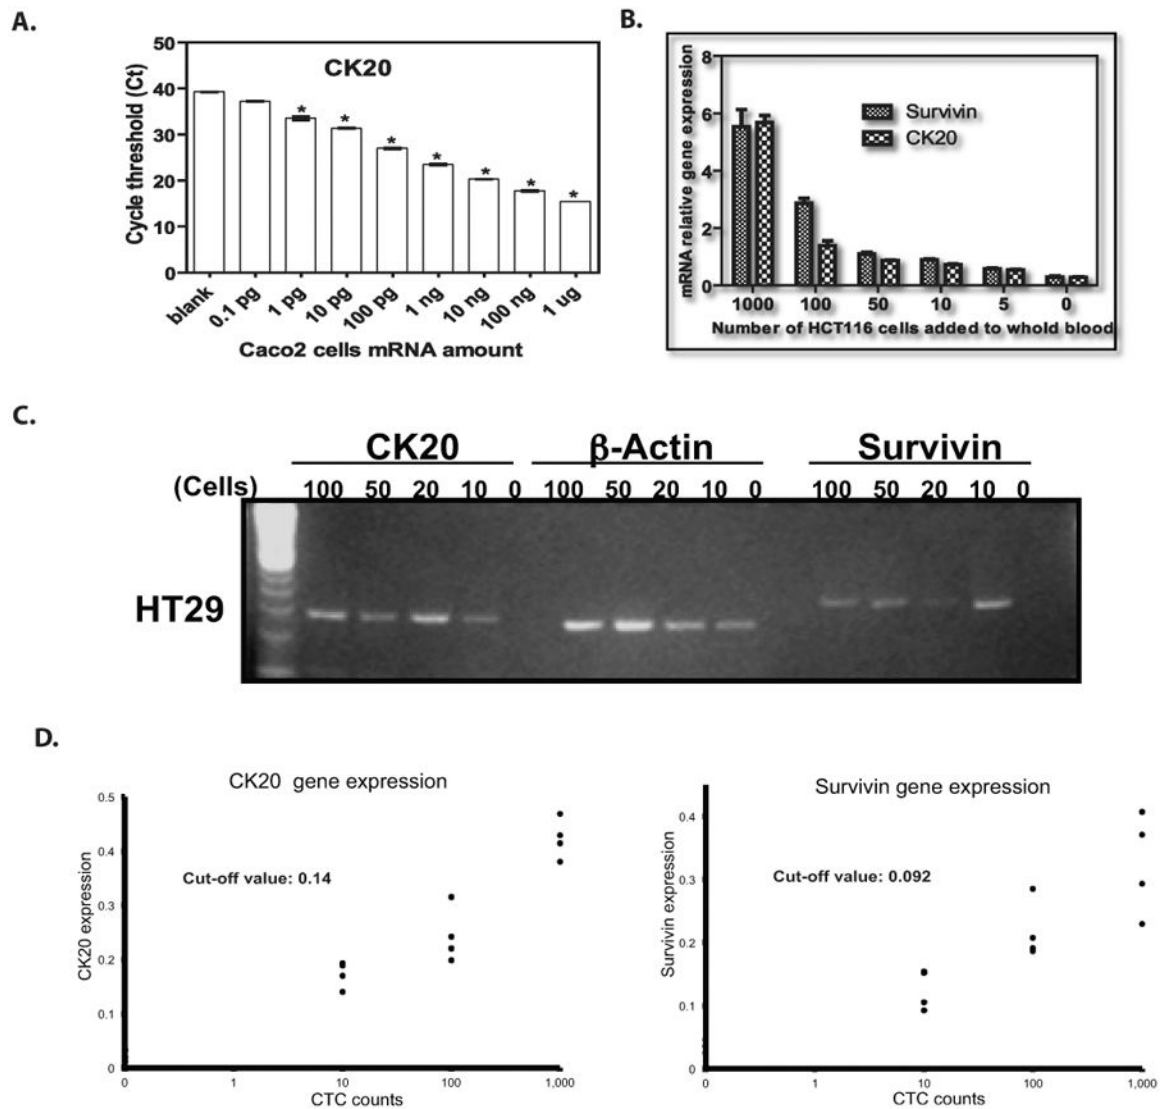 A.
CK20
Cycle threshold (Ct)
50
40
30
20
10
0
* * * * * * *
blank 0.1 pg 1 pg 10 pg 100 pg 1 ng 10 ng 100 ng 1 ug
Caco2 cells mRNA amount
B.
mRNA relative gene expression
8
6
4
2
0
Survivin
CK20
1000 100 50 10 5 0
Number of HCT116 cells added to whold blood
C.
CK20 β-Actin Survivin
(Cells) 100 50 20 10 0 100 50 20 10 0 100 50 20 10 0
HT29
D.
CK20 gene expression
CK20 expression
0.5
0.4
0.3
0.2
0.1
0
Cut-off value: 0.14
0 1 10 100 1,000
CTC counts
Survivin gene expression
Survivin expression
0.4
0.3
0.2
0.1
0
Cut-off value: 0.092
0 1 10 100 1,000
CTC counts